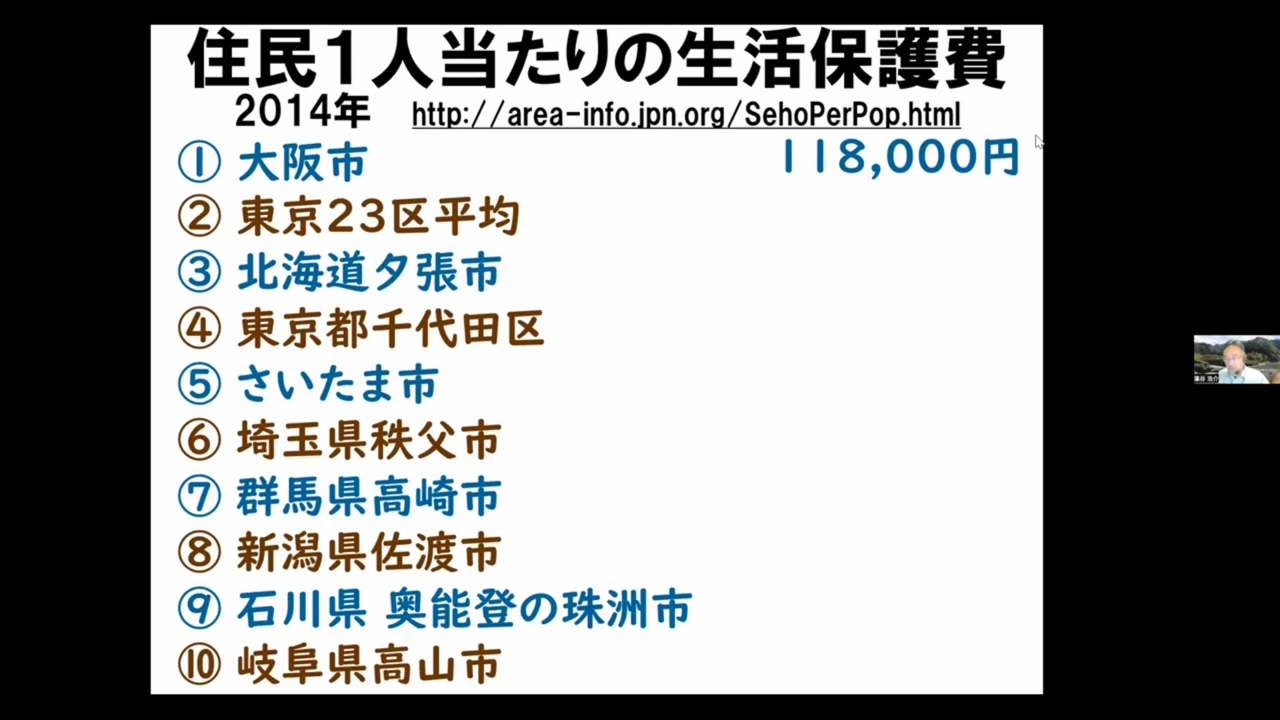 住民1人当たりの生活保護費
2014年 http://area-info.jpn.org/SehoPerPop.html
① 大阪市 118,000円
② 東京23区平均
③ 北海道夕張市
④ 東京都千代田区
⑤ さいたま市
⑥ 埼玉県秩父市
⑦ 群馬県高崎市
⑧ 新潟県佐渡市
⑨ 石川県 奥能登の珠洲市
⑩ 岐阜県高山市